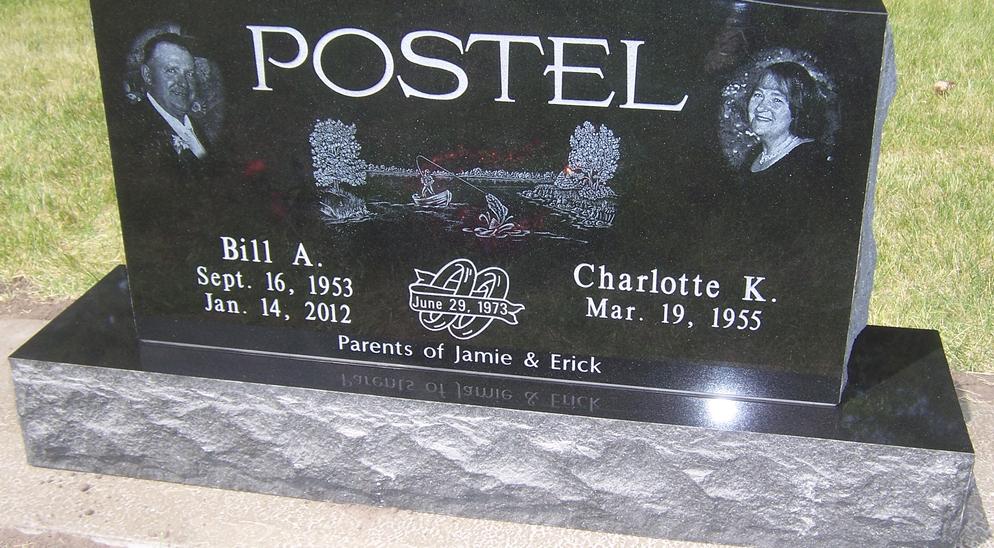 POSTEL
Bill A.
Sept. 16, 1953
Jan. 14, 2012
June 29, 1973
Charlotte K.
Mar. 19, 1955
Parents of Jamie & Erick